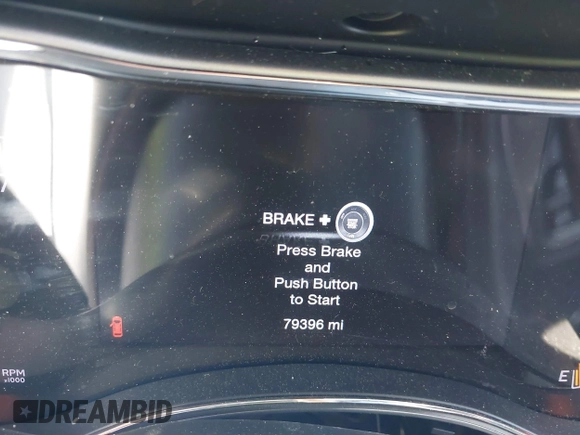 BRAKE +
Press Brake
and
Push Button
to Start
79396 mi
RPM
x1000
E
DREAMBID